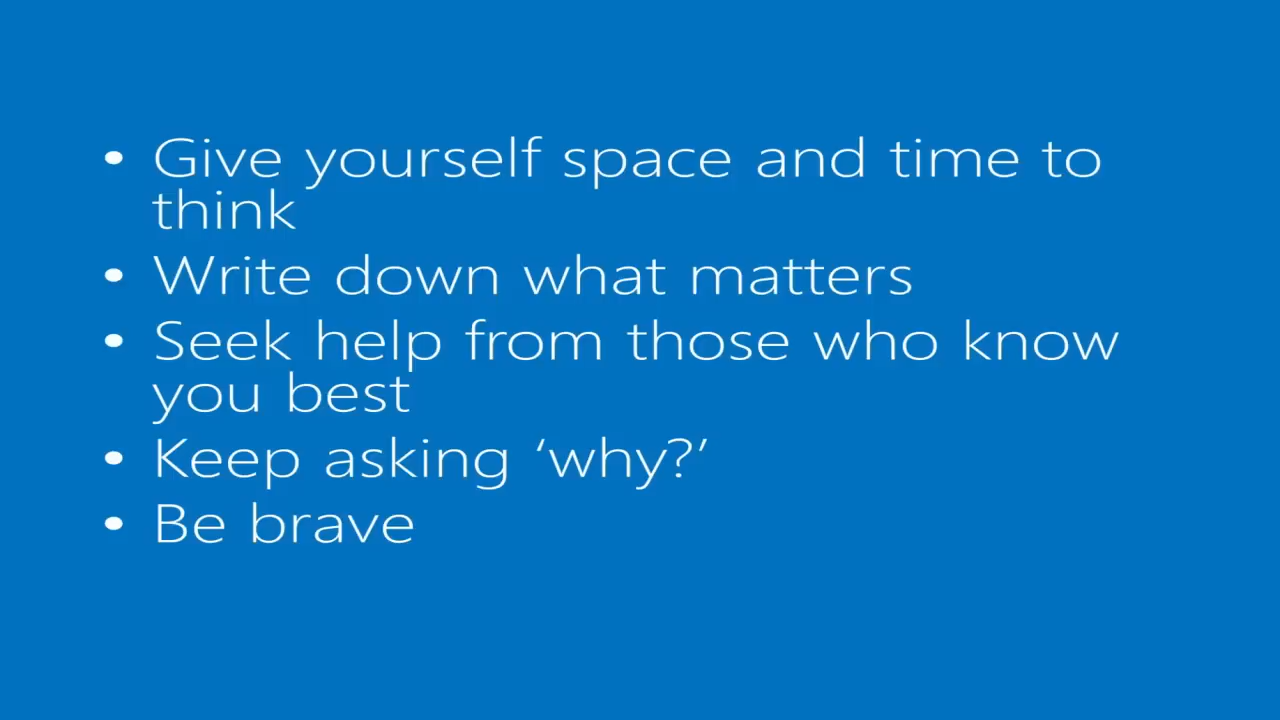 • Give yourself space and time to
think
• Write down what matters
• Seek help from those who know
you best
• Keep asking ‘why?’
• Be brave